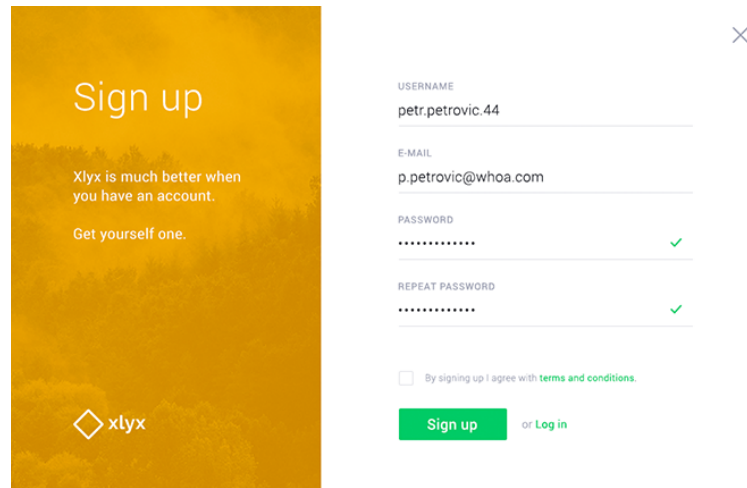 Sign up
Xlyx is much better when
you have an account.
Get yourself one.
xlyx
USERNAME
petr.petrovic.44
E-MAIL
p.petrovic@whoa.com
PASSWORD
•••••••••••••
REPEAT PASSWORD
•••••••••••••
By signing up I agree with terms and conditions.
Sign up or Log in